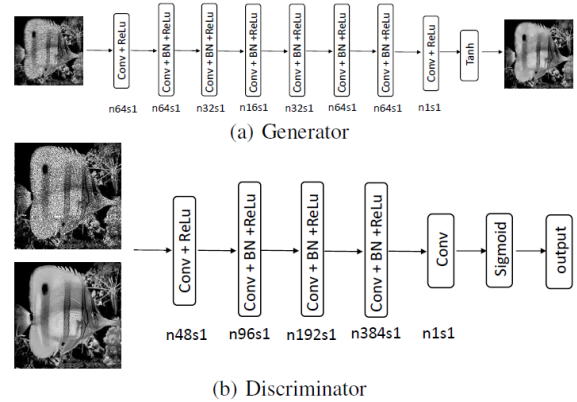 Conv + ReLu
Conv + BN +ReLu
Conv + BN +ReLu
Conv + BN +ReLu
Conv + BN +ReLu
Conv + BN +ReLu
Conv + BN +ReLu
Conv + ReLu
Tanh
n64s1
n64s1
n32s1
n16s1
n32s1
n64s1
n64s1
n1s1
(a) Generator
Conv + ReLu
Conv + BN +ReLu
Conv + BN +ReLu
Conv + BN +ReLu
Conv
Sigmoid
output
n48s1
n96s1
n192s1
n384s1
n1s1
(b) Discriminator